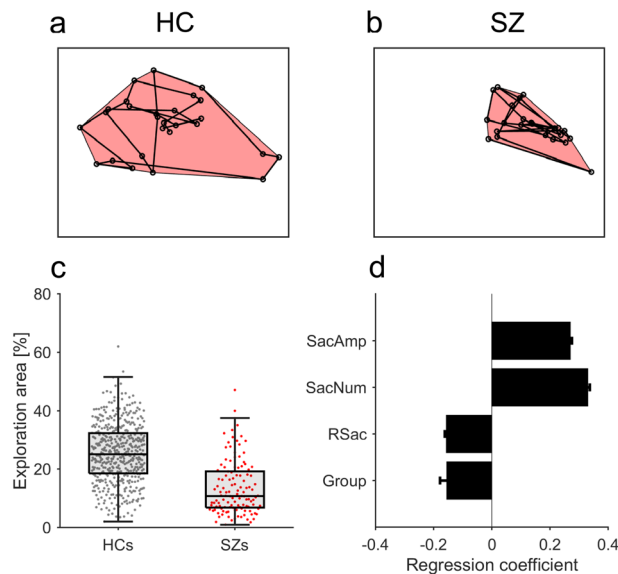 a HC
b SZ
c
80
60
40
20
0
Exploration area [%]
HCs SZs
d
SacAmp
SacNum
RSac
Group
-0.4 -0.2 0 0.2 0.4
Regression coefficient